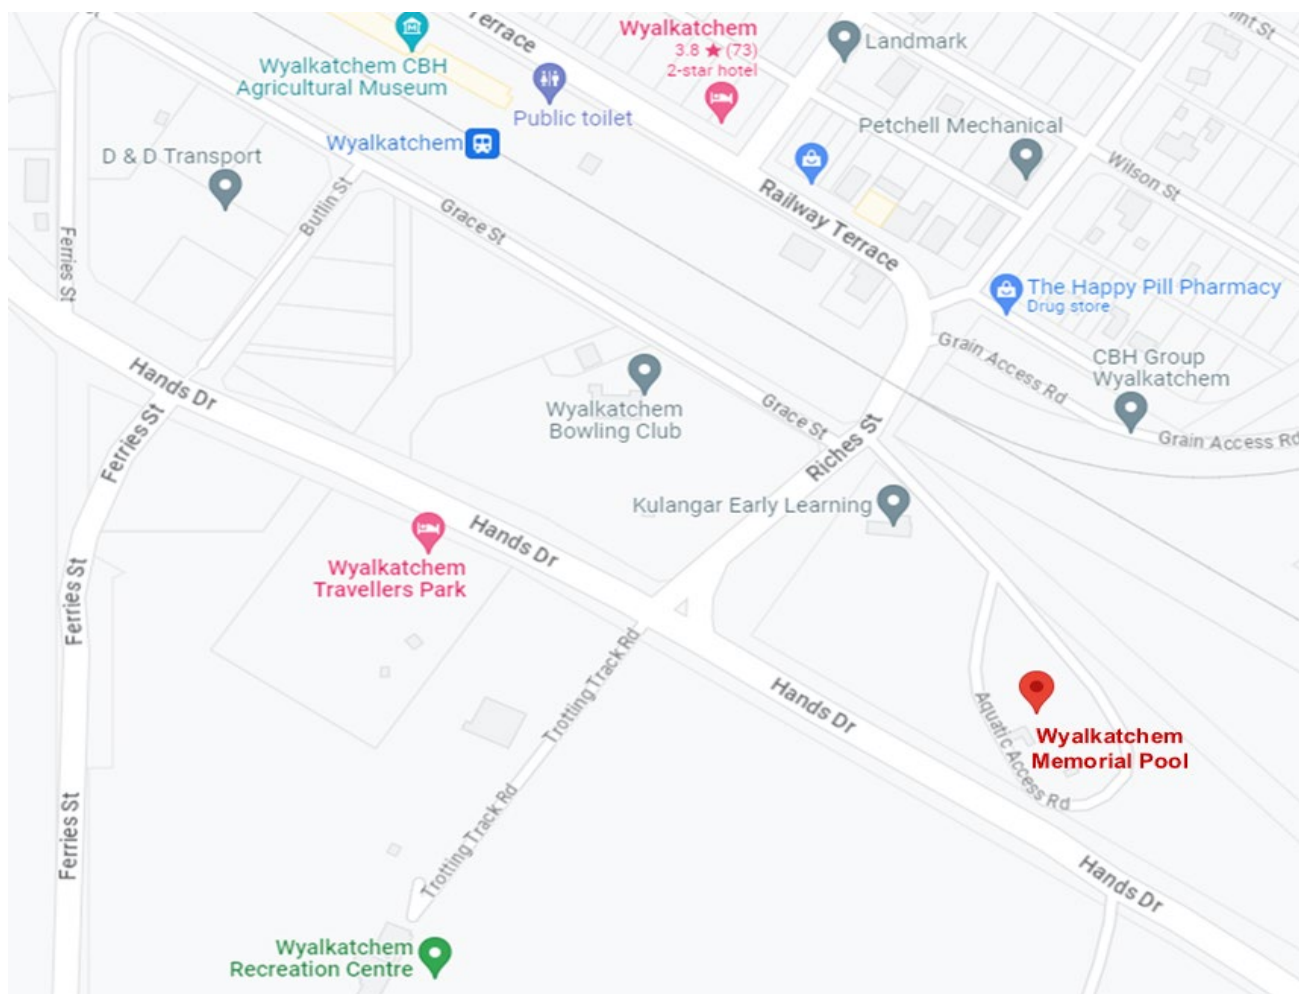 Terrace
Wyalkatchem
3.8 ★ (73)
2-star hotel
Landmark
Wyalkatchem CBH
Agricultural Museum
Public toilet
Wyalkatchem
Petchell Mechanical
D & D Transport
Wilson St
Butlin St
Grace St
Railway Terrace
Ferries St
The Happy Pill Pharmacy
Drug store
Grain Access Rd
CBH Group
Wyalkatchem
Hands Dr
Wyalkatchem
Bowling Club
Grace St
Riches St
Grain Access Rd
Ferries St
Kulangar Early Learning
Hands Dr
Wyalkatchem
Travellers Park
Ferries St
Trotting Track Rd
Hands Dr
Aquatic Access Rd
Wyalkatchem
Memorial Pool
Ferries St
Trotting Track Rd
Hands Dr
Wyalkatchem
Recreation Centre